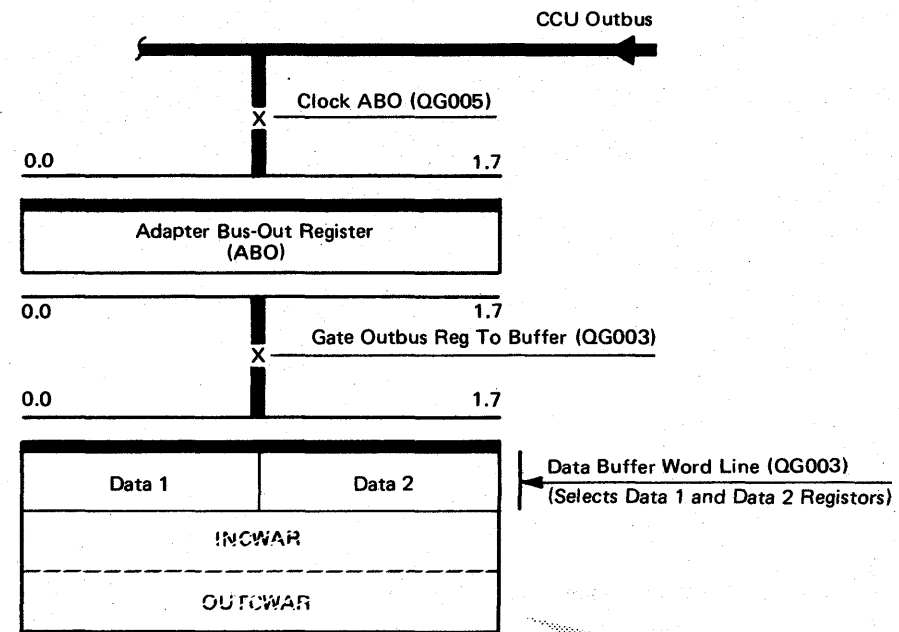 CCU Outbus
X Clock ABO (QG005)
0.0 1.7
Adapter Bus-Out Register
(ABO)
0.0 1.7
X Gate Outbus Reg To Buffer (QG003)
0.0 1.7
Data 1 Data 2 Data Buffer Word Line (QG003)
(Selects Data 1 and Data 2 Registors)
INCWAR
OUTCWAR